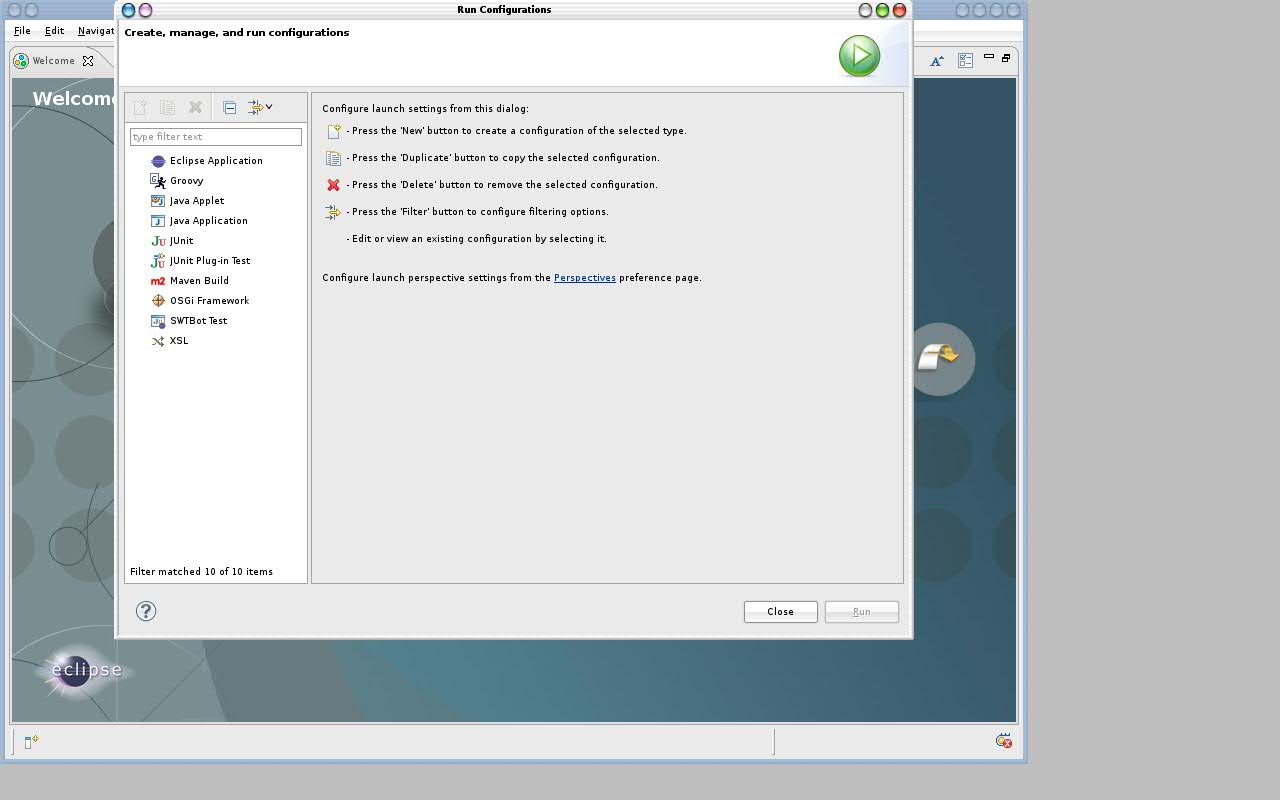 Run Configurations
File Edit Navigat
Create, manage, and run configurations
Welcome
Welcome
type filter text
Eclipse Application
Groovy
Java Applet
Java Application
JUnit
JUnit Plug-in Test
Maven Build
OSGi Framework
SWTBot Test
XSL
Filter matched 10 of 10 items
Configure launch settings from this dialog:
- Press the 'New' button to create a configuration of the selected type.
- Press the 'Duplicate' button to copy the selected configuration.
- Press the 'Delete' button to remove the selected configuration.
- Press the 'Filter' button to configure filtering options.
- Edit or view an existing configuration by selecting it.
Configure launch perspective settings from the Perspectives preference page.
Close Run
eclipse